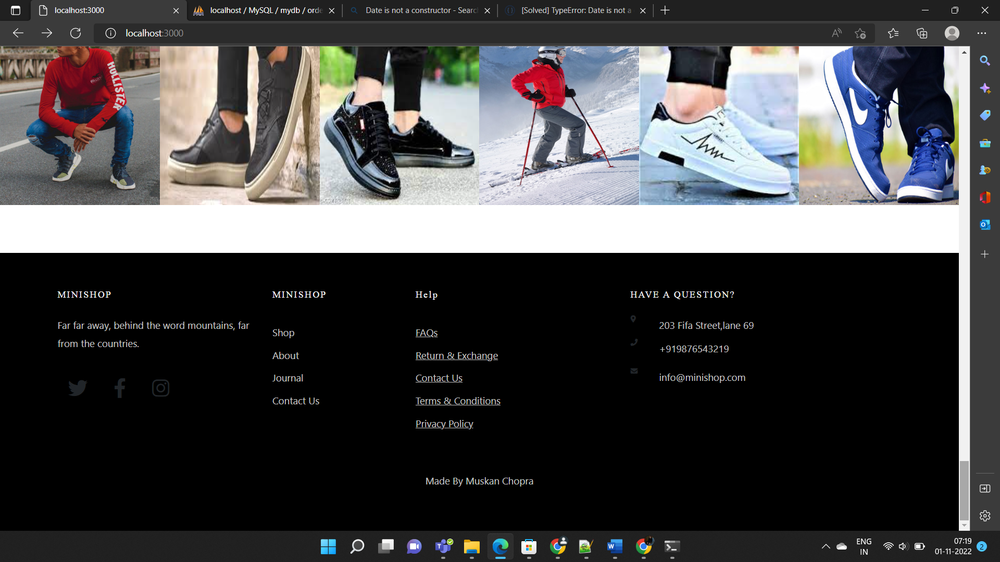 localhost:3000
localhost / MySQL / mydb / orde
Date is not a constructor - Searc
[Solved] TypeError: Date is not a
localhost:3000
HOLLISTER
MINISHOP
Far far away, behind the word mountains, far
from the countries.
MINISHOP
Shop
About
Journal
Contact Us
Help
FAQs
Return & Exchange
Contact Us
Terms & Conditions
Privacy Policy
HAVE A QUESTION?
203 Fifa Street,lane 69
+919876543219
info@minishop.com
Made By Muskan Chopra
ENG
IN
07:19
01-11-2022
2